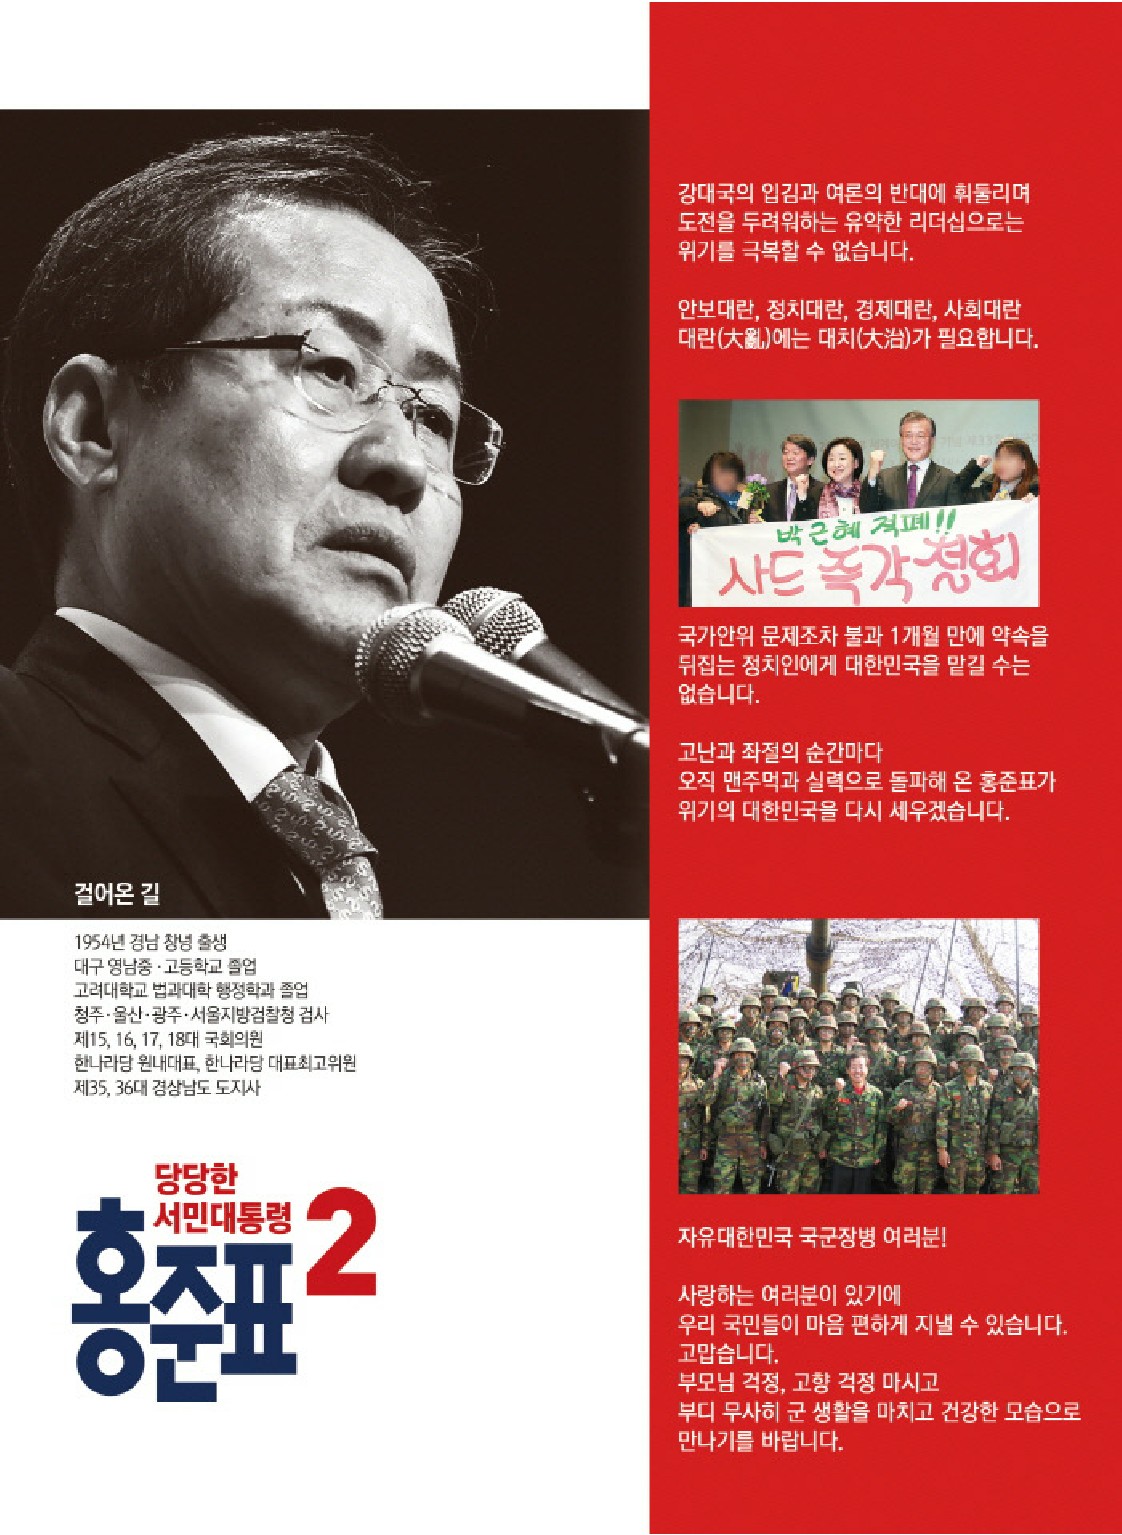 걸어온 길
1954년 경남 창녕 출생
대구 영남중·고등학교 졸업
고려대학교 법과대학 행정학과 졸업
청주·울산·광주·서울지방검찰청 검사
제15, 16, 17, 18대 국회의원
한나라당 원내대표, 한나라당 대표최고위원
제35, 36대 경상남도 도지사
당당한
서민대통령
홍준표
2
강대국의 입김과 여론의 반대에 휘둘리며
도전을 두려워하는 유약한 리더십으로는
위기를 극복할 수 없습니다.
안보대란, 정치대란, 경제대란, 사회대란
대란(大亂)에는 대치(大治)가 필요합니다.
박근혜 적폐!!
사드 즉각 철회
국가안위 문제조차 불과 1개월 만에 약속을
뒤집는 정치인에게 대한민국을 맡길 수는
없습니다.
고난과 좌절의 순간마다
오직 맨주먹과 실력으로 돌파해 온 홍준표가
위기의 대한민국을 다시 세우겠습니다.
자유대한민국 국군장병 여러분!
사랑하는 여러분이 있기에
우리 국민들이 마음 편하게 지낼 수 있습니다.
고맙습니다.
부모님 걱정, 고향 걱정 마시고
부디 무사히 군 생활을 마치고 건강한 모습으로
만나기를 바랍니다.